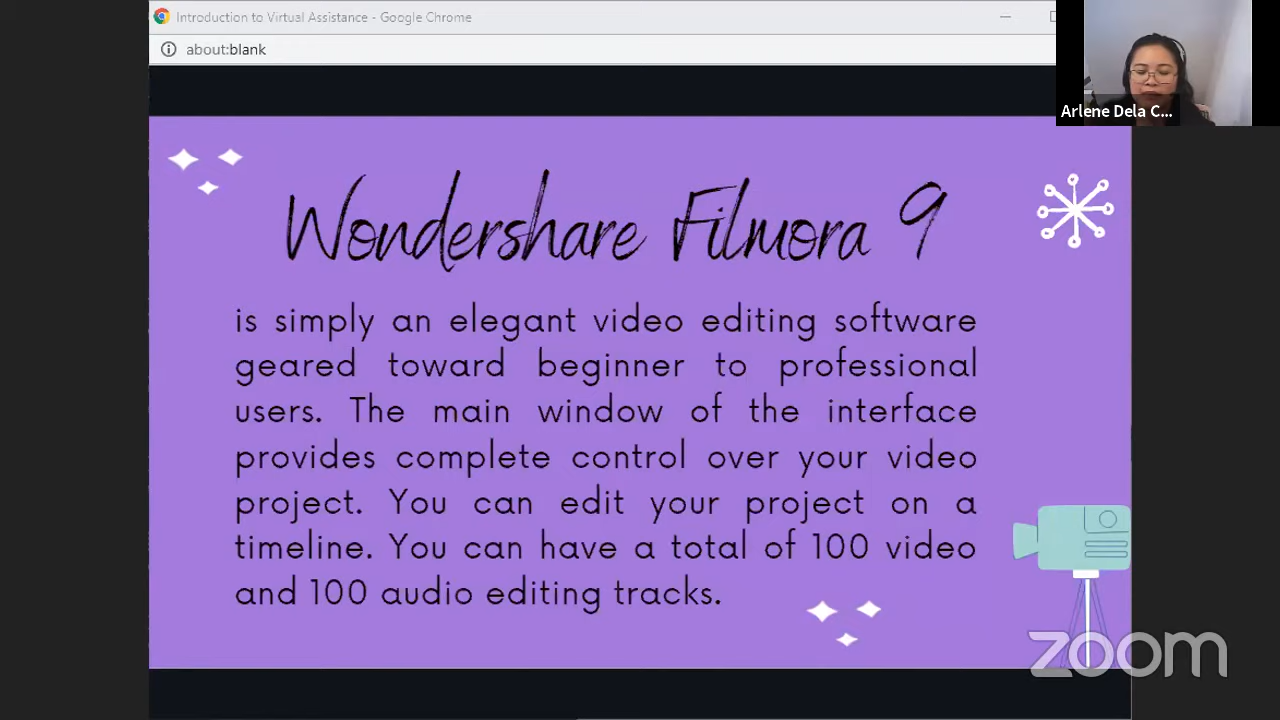 Introduction to Virtual Assistance - Google Chrome
about:blank
Arlene Dela C...
Wondershare Filmora 9
is simply an elegant video editing software
geared toward beginner to professional
users. The main window of the interface
provides complete control over your video
project. You can edit your project on a
timeline. You can have a total of 100 video
and 100 audio editing tracks.
zoom